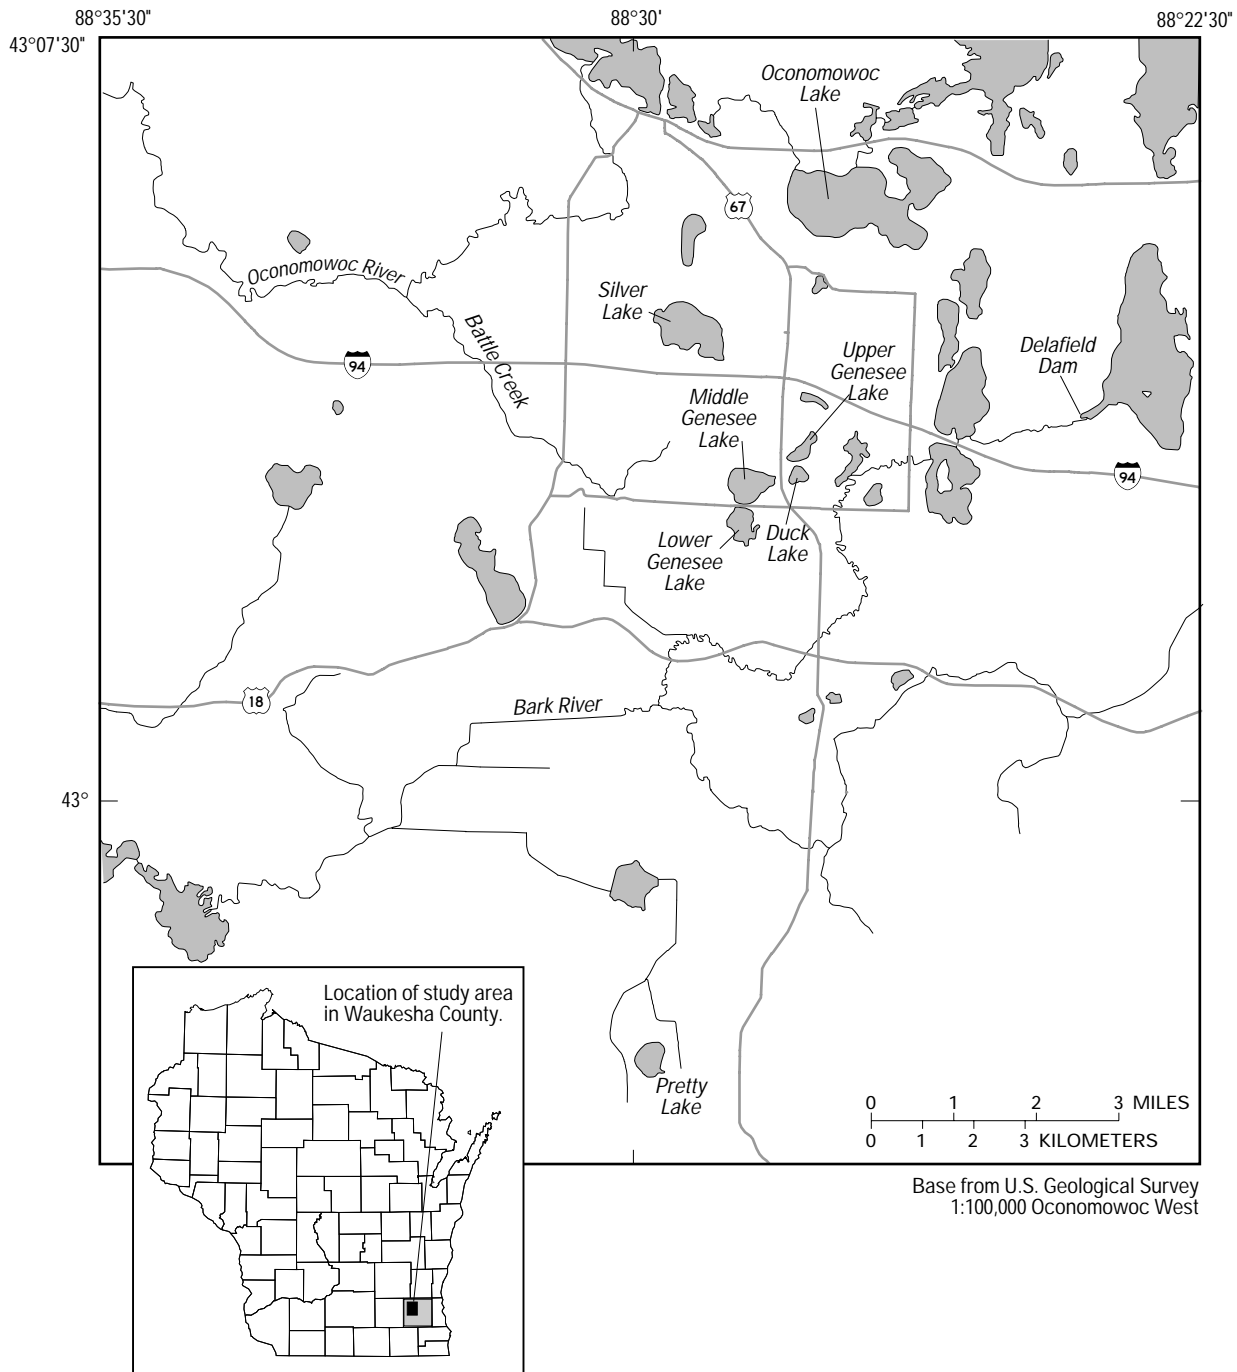 88°35'30"
88°30'
88°22'30"
43°07'30"
Oconomowoc
Lake
67
Oconomowoc River
Silver
Lake
Battle Creek
94
Upper
Genesee
Lake
Delafield
Dam
Middle
Genesee
Lake
94
Lower
Genesee
Lake
Duck
Lake
18
Bark River
43°
Location of study area
in Waukesha County.
Pretty
Lake
0 1 2 3 MILES
0 1 2 3 KILOMETERS
Base from U.S. Geological Survey
1:100,000 Oconomowoc West